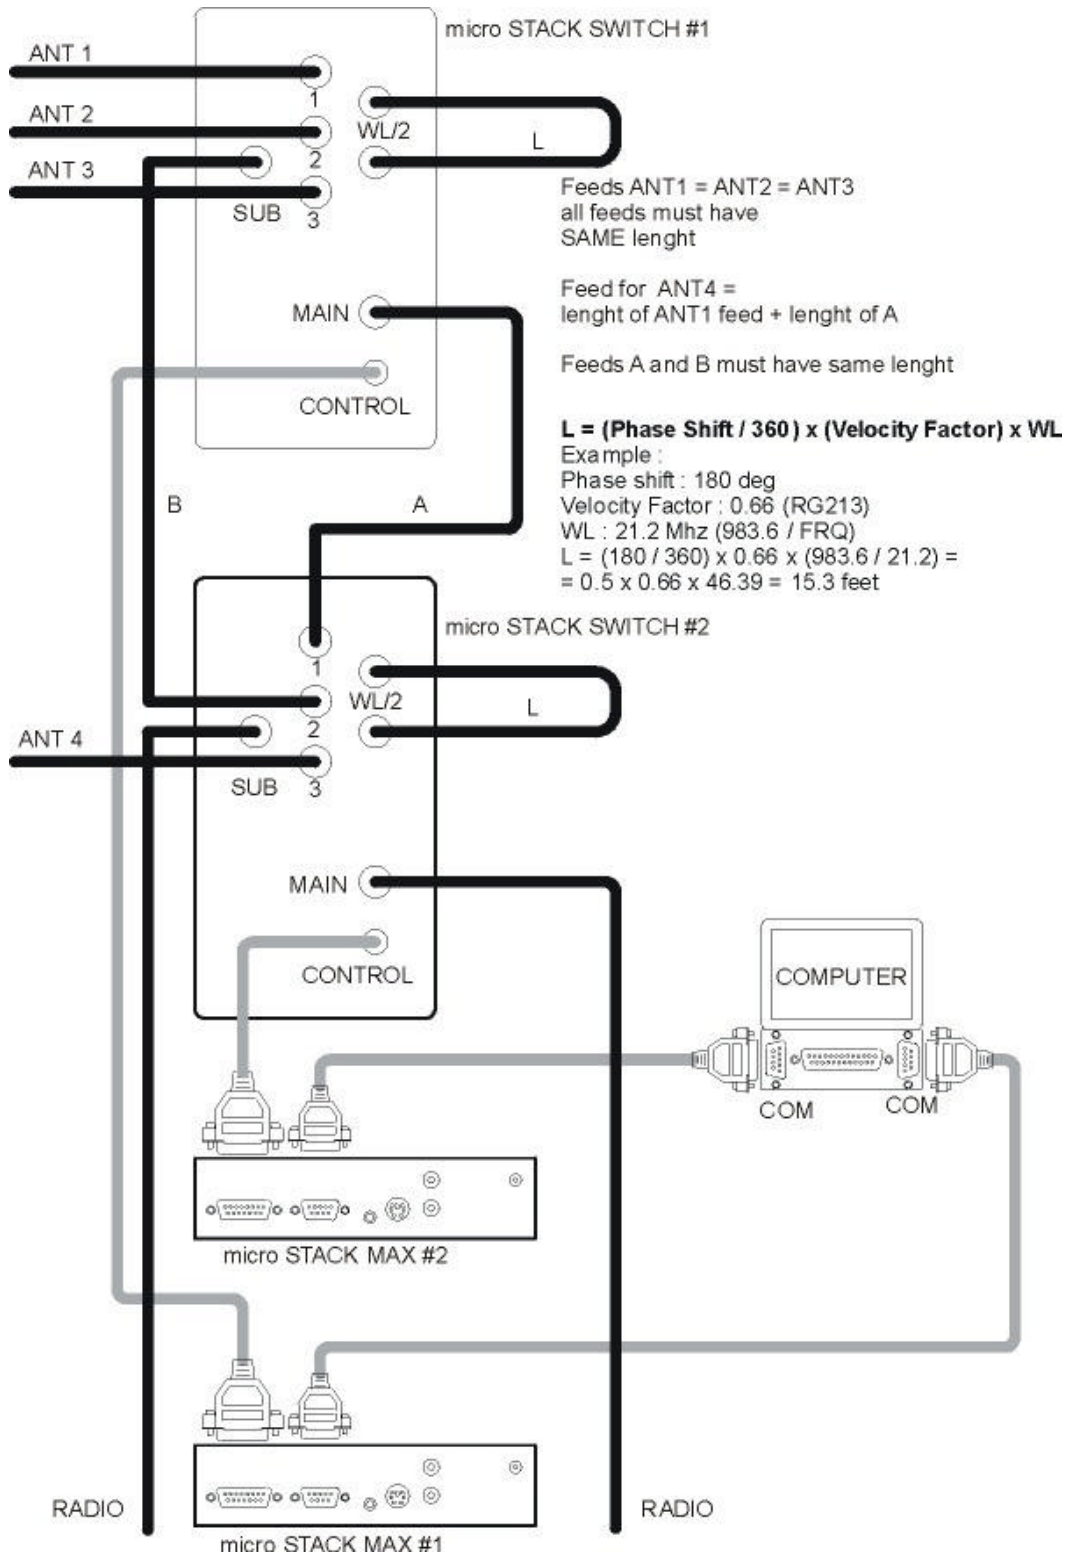 micro STACK SWITCH #1
ANT 1
1
ANT 2
WL/2
L
2
ANT 3
SUB
3
Feeds ANT1 = ANT2 = ANT3
all feeds must have
SAME lenght
MAIN
Feed for ANT4 =
lenght of ANT1 feed + lenght of A
Feeds A and B must have same lenght
CONTROL
L = (Phase Shift / 360 ) x (Velocity Factor) x WL
Example :
Phase shift : 180 deg
Velocity Factor : 0.66 (RG213)
WL : 21.2 Mhz (983.6 / FRQ)
L = (180 / 360) x 0.66 x (983.6 / 21.2) =
= 0.5 x 0.66 x 46.39 = 15.3 feet
B
A
micro STACK SWITCH #2
1
WL/2
L
2
ANT 4
SUB
3
MAIN
CONTROL
COMPUTER
COM
COM
micro STACK MAX #2
RADIO
RADIO
micro STACK MAX #1